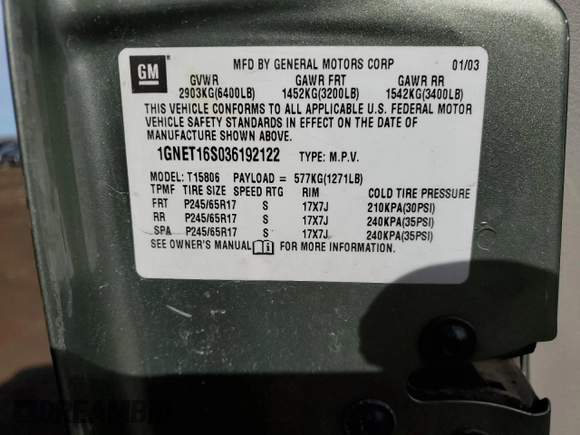 GM
MFD BY GENERAL MOTORS CORP 01/03
GVWR GAWR FRT GAWR RR
2903KG(6400LB) 1452KG(3200LB) 1542KG(3400LB)
THIS VEHICLE CONFORMS TO ALL APPLICABLE U.S. FEDERAL MOTOR
VEHICLE SAFETY STANDARDS IN EFFECT ON THE DATE OF
MANUFACTURE SHOWN ABOVE.
1GNET16S036192122 TYPE: M.P.V.
MODEL: T15806 PAYLOAD = 577KG(1271LB)
TPMF TIRE SIZE SPEED RTG RIM COLD TIRE PRESSURE
FRT P245/65R17 S 17X7J 210KPA(30PSI)
RR P245/65R17 S 17X7J 240KPA(35PSI)
SPA P245/65R17 S 17X7J 240KPA(35PSI)
SEE OWNER'S MANUAL FOR MORE INFORMATION.
DREAMBID